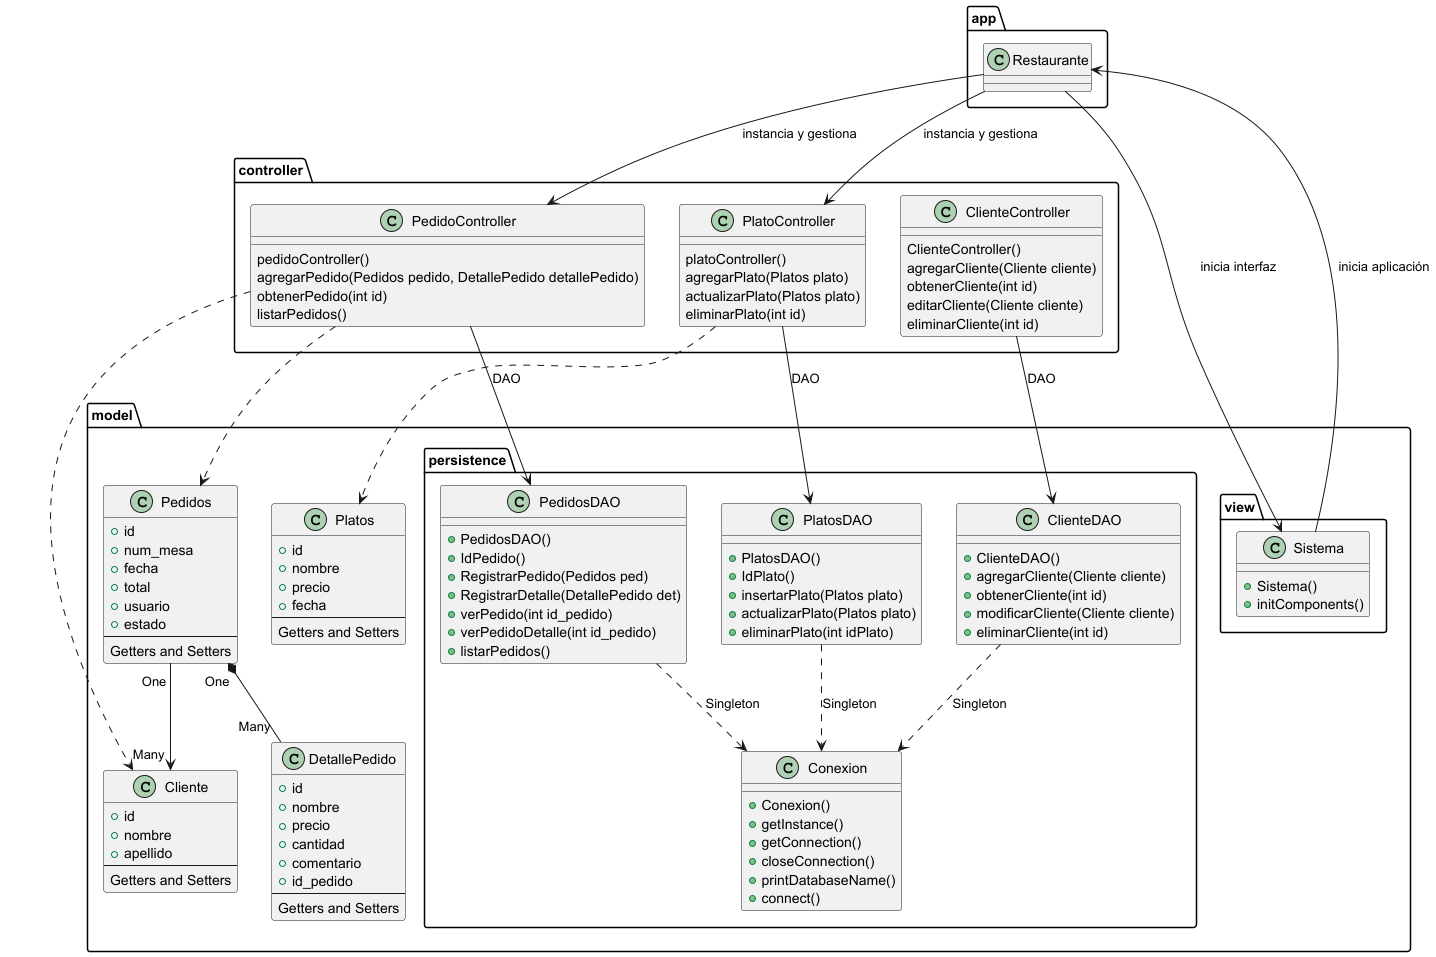 app
C Restaurante
instancia y gestiona
instancia y gestiona
inicia interfaz
inicia aplicación
controller
C PedidoController
pedidoController()
agregarPedido(Pedidos pedido, DetallePedido detallePedido)
obtenerPedido(int id)
listarPedidos()
C PlatoController
platoController()
agregarPlato(Platos plato)
actualizarPlato(Platos plato)
eliminarPlato(int id)
C ClienteController
ClienteController()
agregarCliente(Cliente cliente)
obtenerCliente(int id)
editarCliente(Cliente cliente)
eliminarCliente(int id)
DAO
DAO
DAO
model
C Pedidos
id
num_mesa
fecha
total
usuario
estado
Getters and Setters
C Platos
id
nombre
precio
fecha
Getters and Setters
One
One
Many
Many
C Cliente
id
nombre
apellido
Getters and Setters
C DetallePedido
id
nombre
precio
cantidad
comentario
id_pedido
Getters and Setters
persistence
C PedidosDAO
PedidosDAO()
IdPedido()
RegistrarPedido(Pedidos ped)
RegistrarDetalle(DetallePedido det)
verPedido(int id_pedido)
verPedidoDetalle(int id_pedido)
listarPedidos()
C PlatosDAO
PlatosDAO()
IdPlato()
insertarPlato(Platos plato)
actualizarPlato(Platos plato)
eliminarPlato(int idPlato)
C ClienteDAO
ClienteDAO()
agregarCliente(Cliente cliente)
obtenerCliente(int id)
modificarCliente(Cliente cliente)
eliminarCliente(int id)
Singleton
Singleton
Singleton
C Conexion
Conexion()
getInstance()
getConnection()
closeConnection()
printDatabaseName()
connect()
view
C Sistema
Sistema()
initComponents()